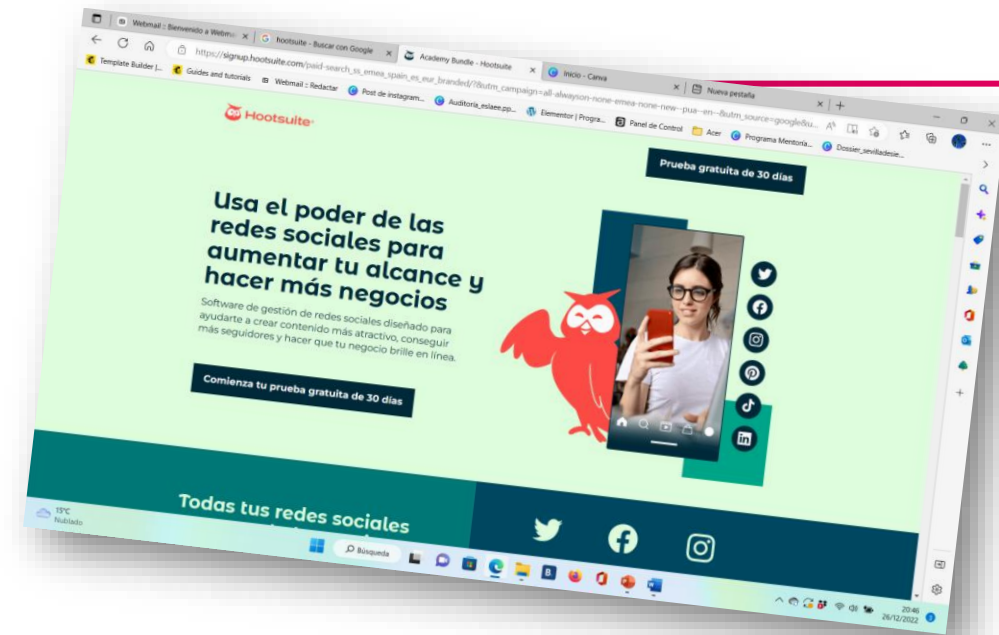 Webmail :: Bienvenido a Webma
hootsuite - Buscar con Google
Academy Bundle - Hootsuite
Inicio - Canva
Nueva pestaña
https://signup.hootsuite.com/paid-search_ss_emea_spain_es_eur_branded/?&utm_campaign=all-alwayson-none-emea-none-new--pua--en--&utm_source=google&u...
Template Builder |...
Guides and tutorials
Webmail :: Redactar
Post de instagram...
Auditoría_eslaee.pp...
Elementor | Progra...
Panel de Control
Acer
Programa Mentoría...
Dossier_sevilladesie...
Hootsuite
Prueba gratuita de 30 días
Usa el poder de las
redes sociales para
aumentar tu alcance y
hacer más negocios
Software de gestión de redes sociales diseñado para
ayudarte a crear contenido más atractivo, conseguir
más seguidores y hacer que tu negocio brille en línea.
Comienza tu prueba gratuita de 30 días
Todas tus redes sociales
15°C
Nublado
Búsqueda
20:46
26/12/2022